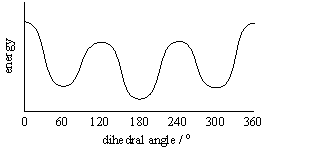 energy
0 60 120 180 240 300 360
dihedral angle / °